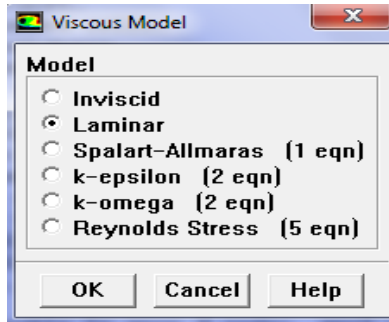 Viscous Model
Model
Inviscid
Laminar
Spalart-Allmaras (1 eqn)
k-epsilon (2 eqn)
k-omega (2 eqn)
Reynolds Stress (5 eqn)
OK Cancel Help